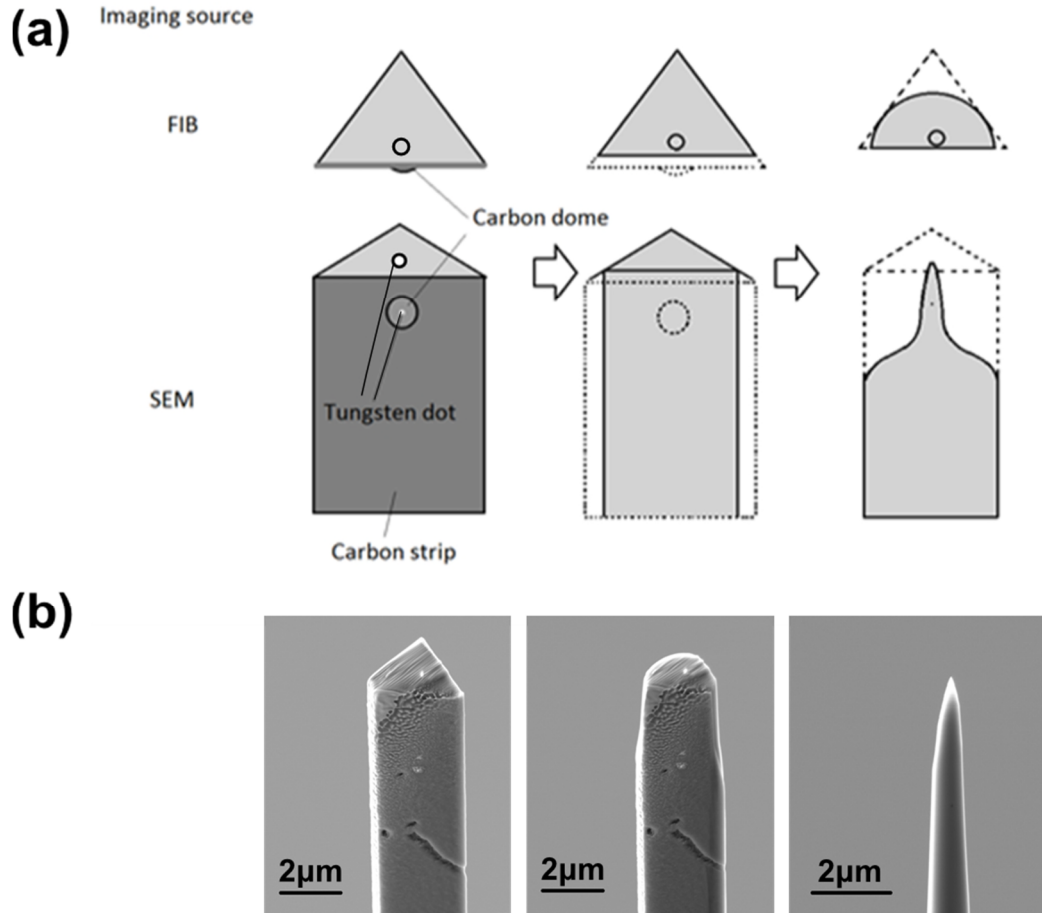 (a)
Imaging source
FIB
Carbon dome
SEM
Tungsten dot
Carbon strip
(b)
2μm
2μm
2μm